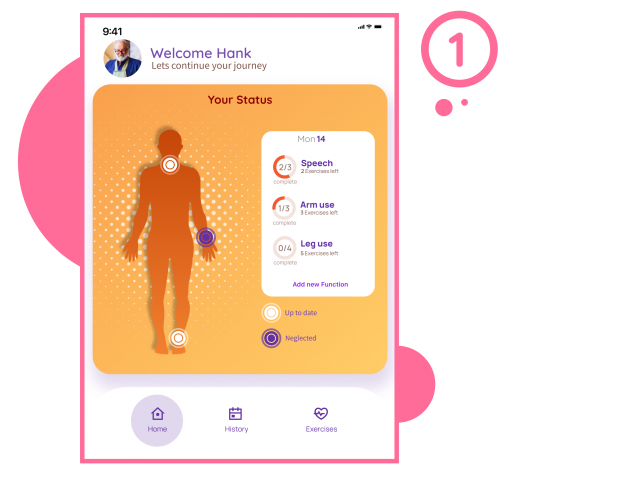 9:41
Welcome Hank
Lets continue your journey
1
Your Status
Mon 14
2/3
Speech
2 Exercises left
complete
1/3
Arm use
3 Exercises left
complete
0/4
Leg use
5 Exercises left
complete
Add new Function
Up to date
Neglected
Home
History
Exercises